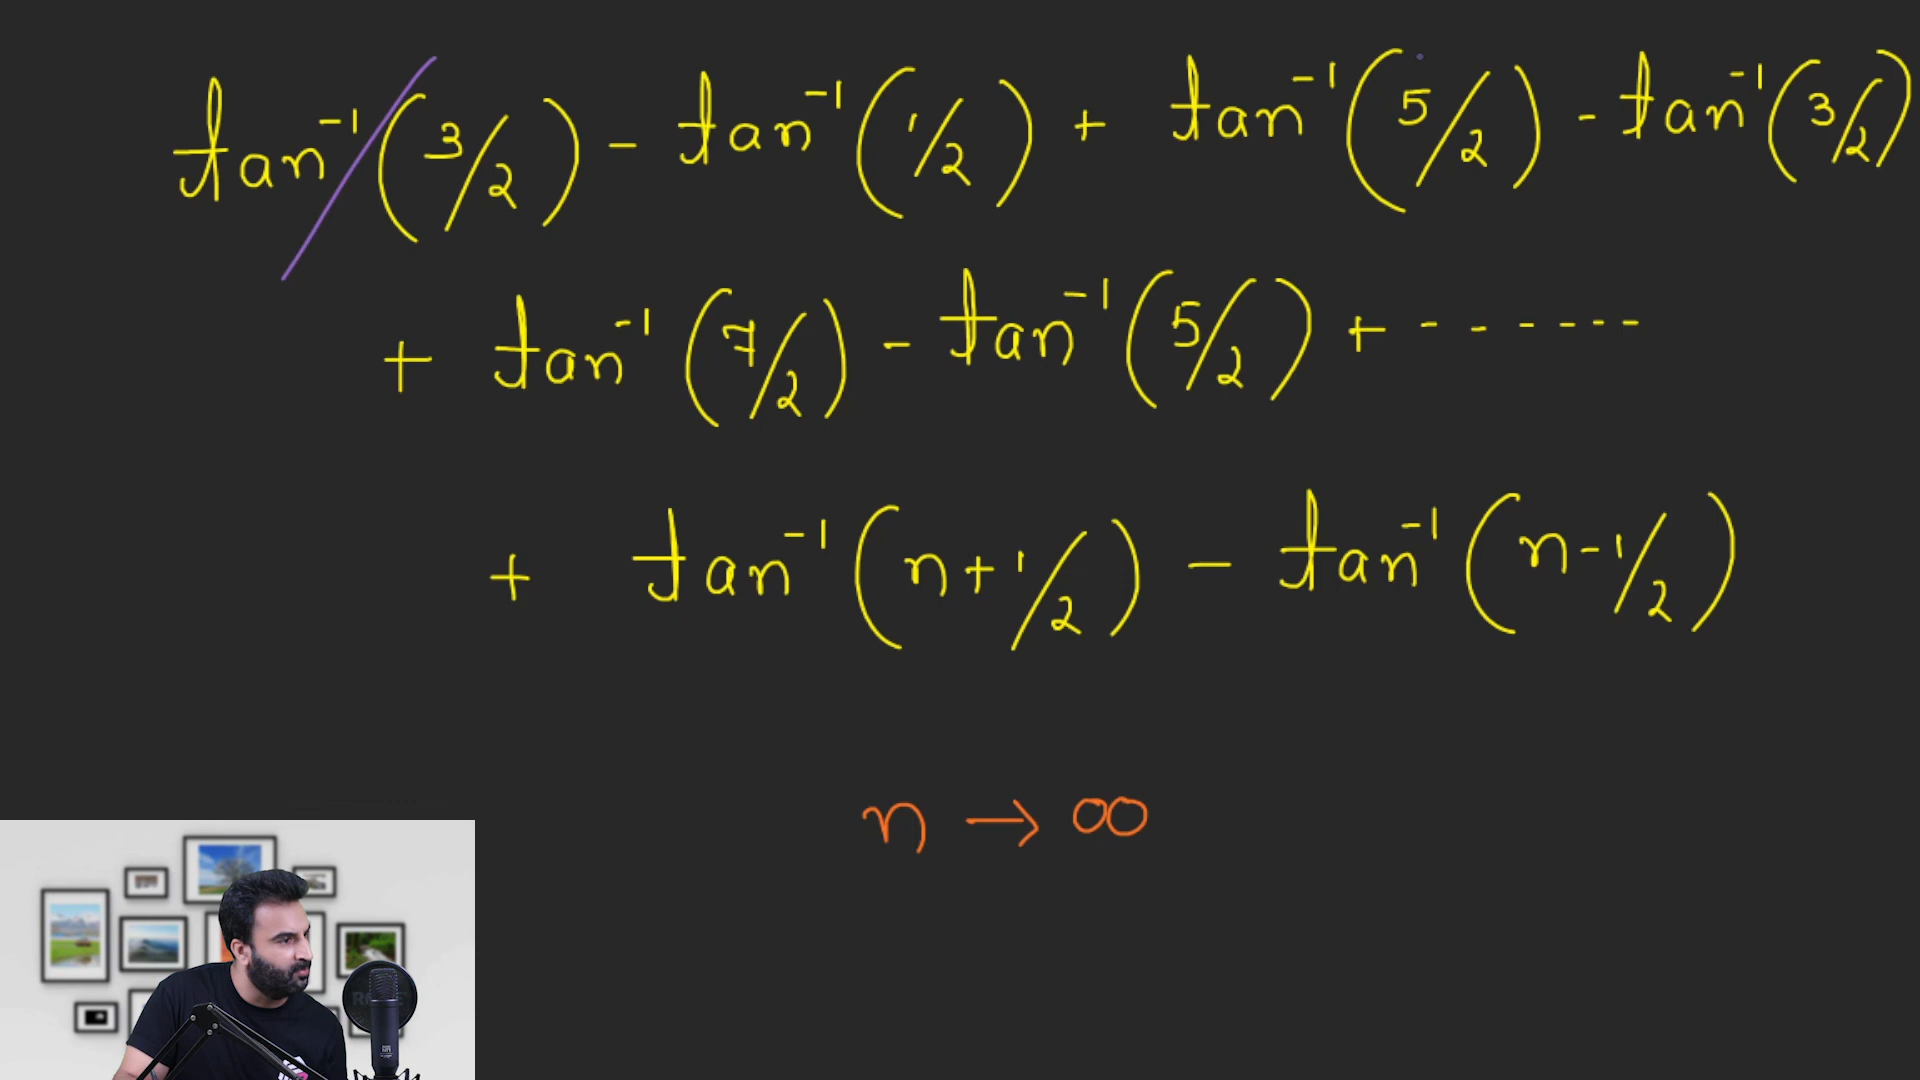 tan⁻¹(3/2) - tan⁻¹(1/2) + tan⁻¹(5/2) - tan⁻¹(3/2)
+ tan⁻¹(7/2) - tan⁻¹(5/2) + -------
+ tan⁻¹(n+1/2) - tan⁻¹(n-1/2)
n → ∞